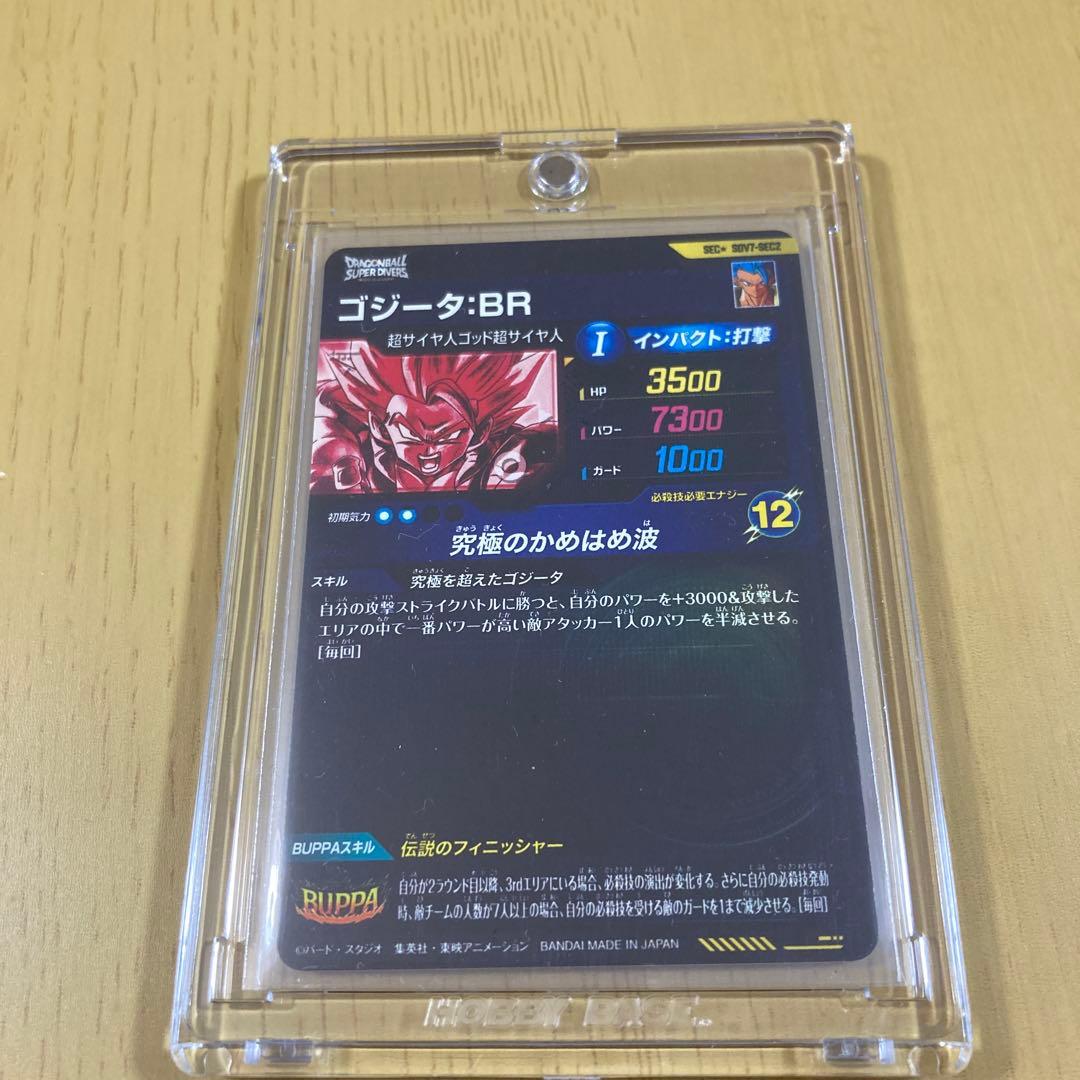 SEC★ SDV7-SEC2
DRAGONBALL
SUPER DIVERS
ゴジータ:BR
超サイヤ人ゴッド超サイヤ人
I インパクト:打撃
HP 3500
パワー 7300
ガード 1000
初期気力
必殺技必要エナジー
12
究極のかめはめ波
スキル 究極を超えたゴジータ
自分の攻撃ストライクバトルに勝つと、自分のパワーを+3000&攻撃した
エリアの中で一番パワーが高い敵アタッカー1人のパワーを半減させる。
[毎回]
BUPPAスキル 伝説のフィニッシャー
BUPPA
自分が2ラウンド目以降、3rdエリアにいる場合、必殺技の演出が変化する。さらに自分の必殺技発動
時、敵チームの人数が7人以上の場合、自分の必殺技を受ける敵のガードを1まで減少させる。[毎回]
©バード・スタジオ 集英社・東映アニメーション BANDAI MADE IN JAPAN
HOBBY BASE